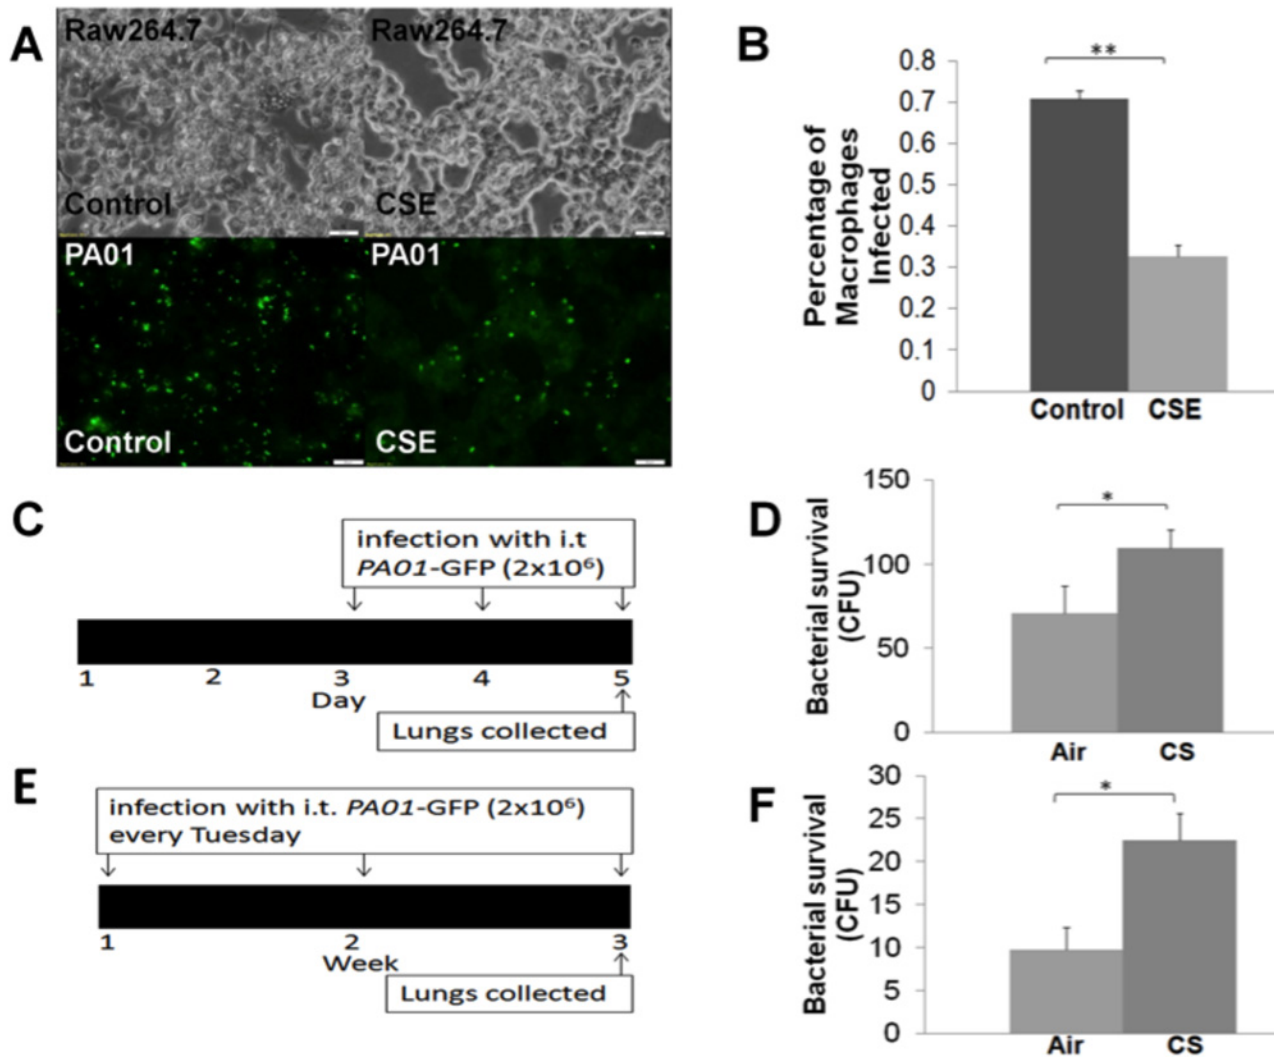 A
Raw264.7
Raw264.7
Control
CSE
PA01
PA01
Control
CSE
B
Percentage of
Macrophages
Infected
0.8
0.7
0.6
0.5
0.4
0.3
0.2
0.1
0
**
Control
CSE
C
infection with i.t
PA01-GFP (2x10⁶)
1
2
3
4
5
Day
Lungs collected
D
Bacterial survival
(CFU)
150
100
50
0
*
Air
CS
E
infection with i.t. PA01-GFP (2x10⁶)
every Tuesday
1
2
3
Week
Lungs collected
F
Bacterial survival
(CFU)
30
25
20
15
10
5
0
*
Air
CS